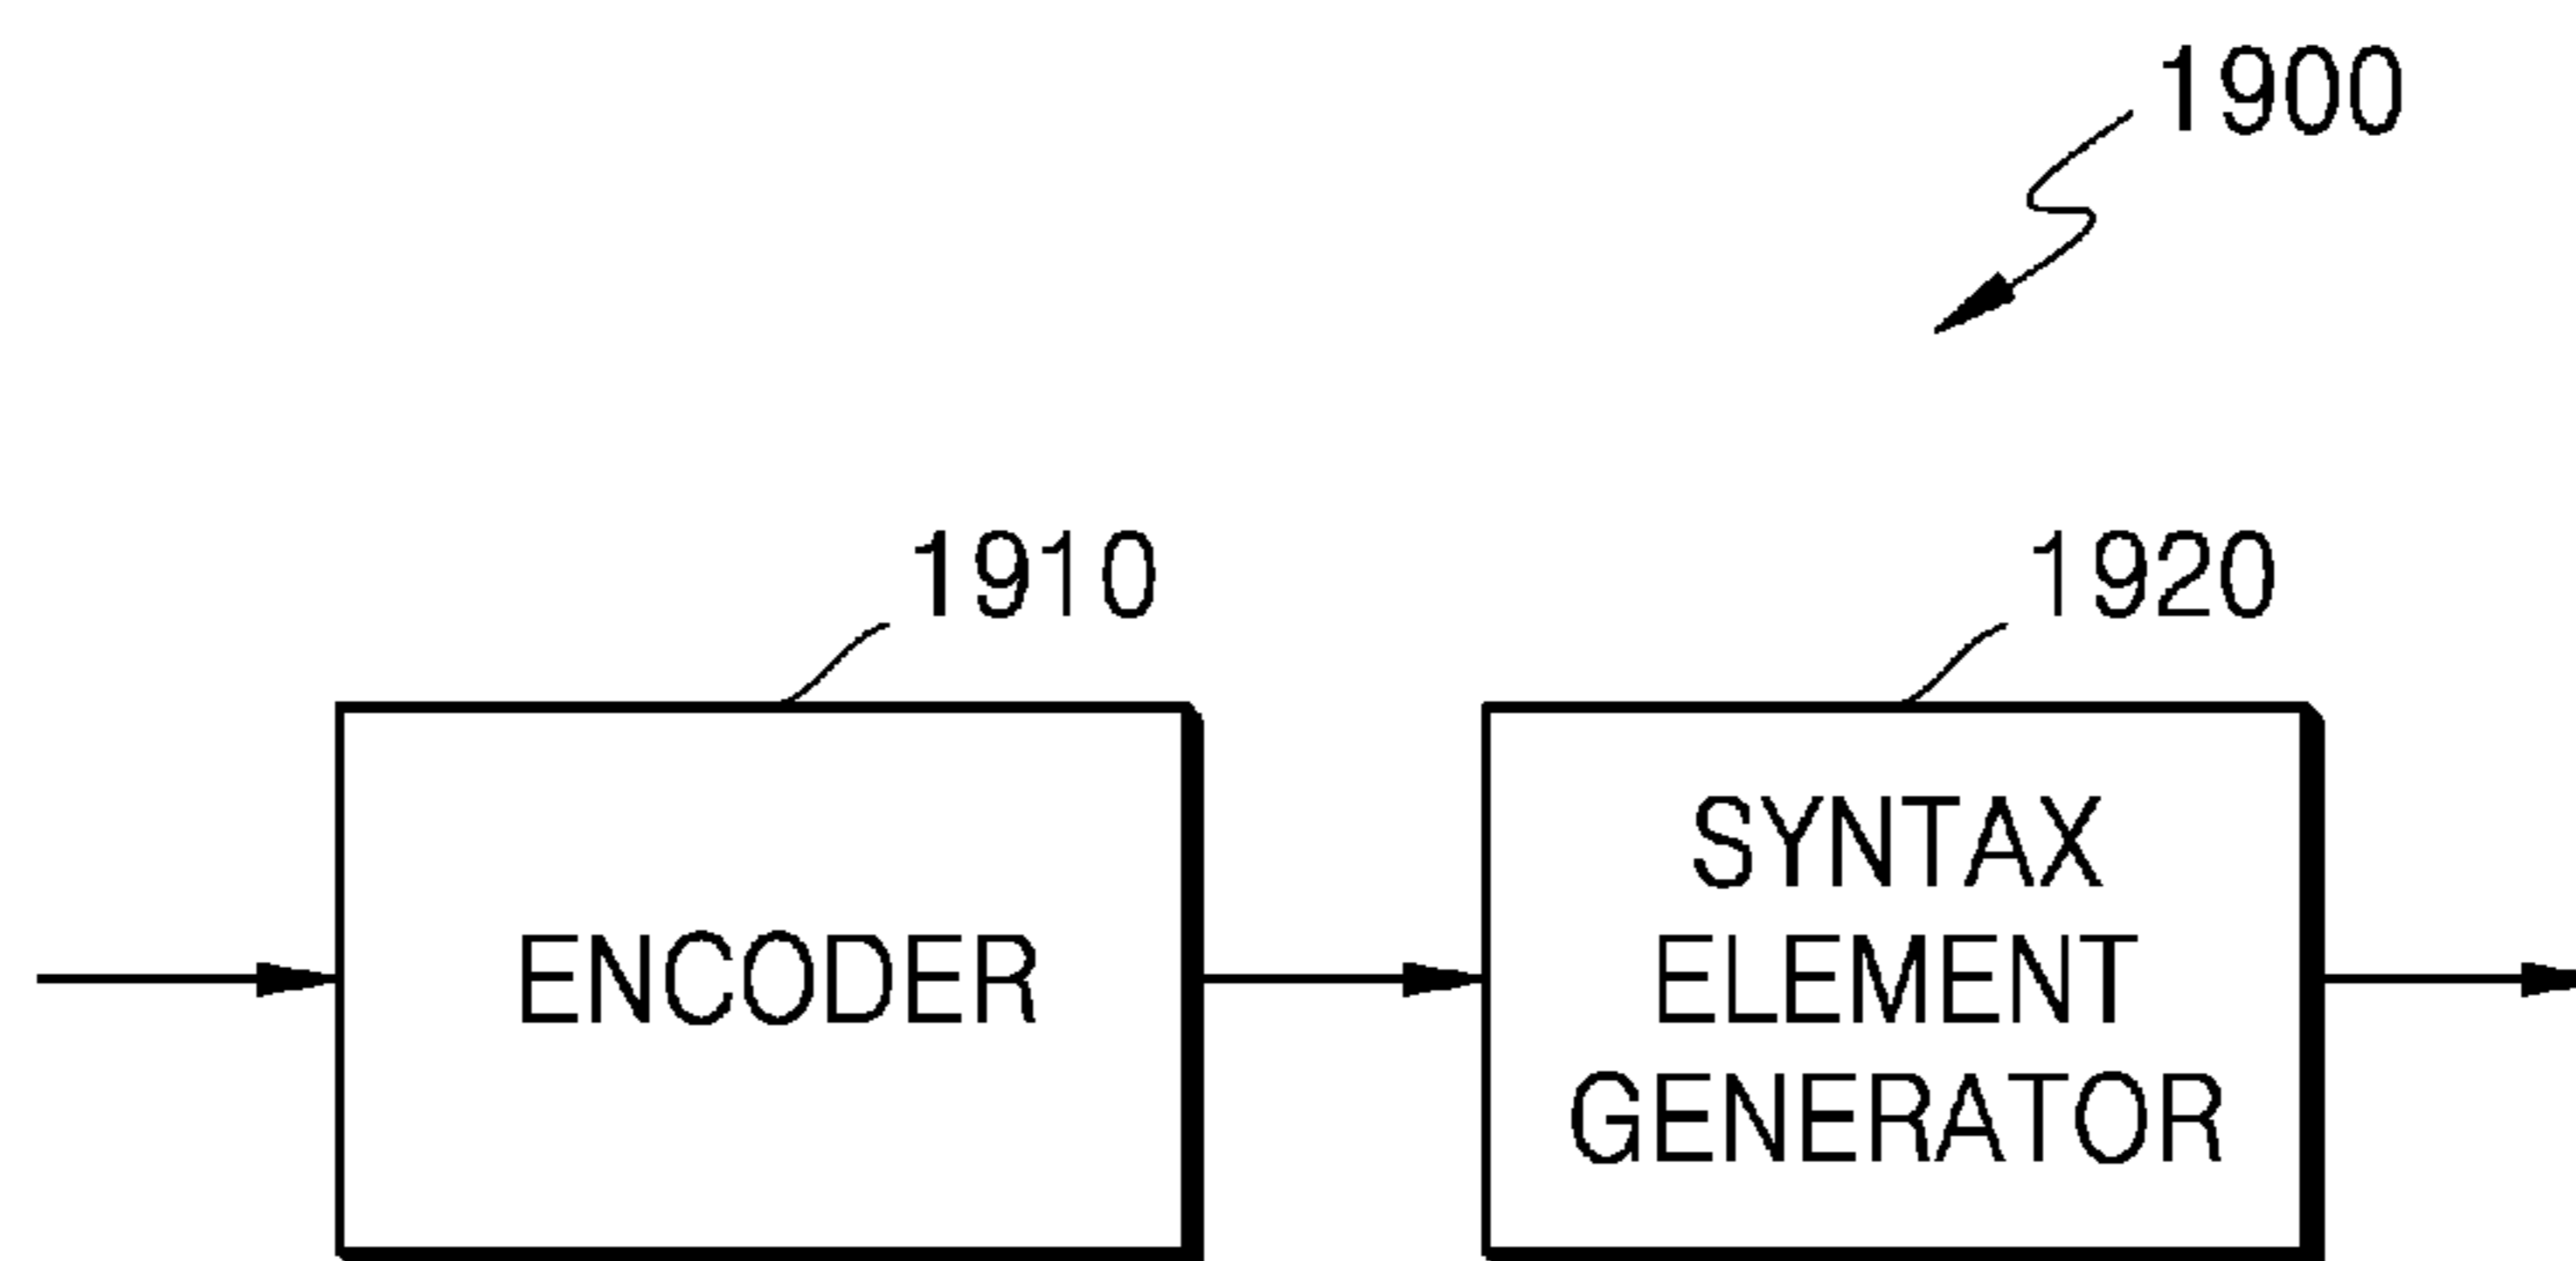 1900
1910
1920
ENCODER
SYNTAX
ELEMENT
GENERATOR